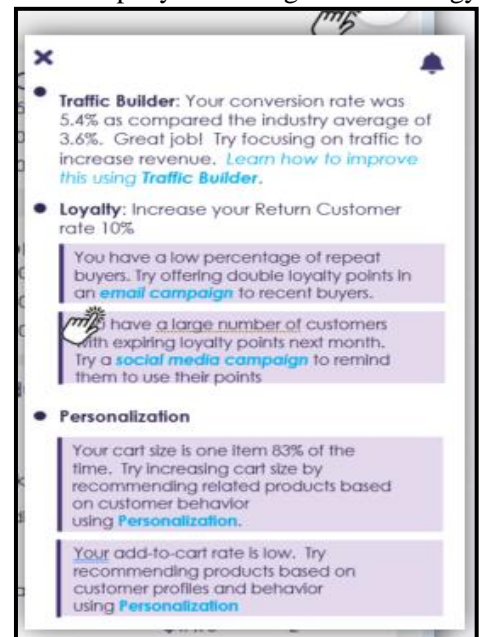 Traffic Builder: Your conversion rate was
5.4% as compared the industry average of
3.6%. Great job! Try focusing on traffic to
increase revenue. Learn how to improve
this using Traffic Builder.
Loyalty: Increase your Return Customer
rate 10%
You have a low percentage of repeat
buyers. Try offering double loyalty points in
an email campaign to recent buyers.
have a large number of customers
with expiring loyalty points next month.
Try a social media campaign to remind
them to use their points
Personalization
Your cart size is one item 83% of the
time. Try increasing cart size by
recommending related products based
on customer behavior
using Personalization.
Your add-to-cart rate is low. Try
recommending products based on
customer profiles and behavior
using Personalization